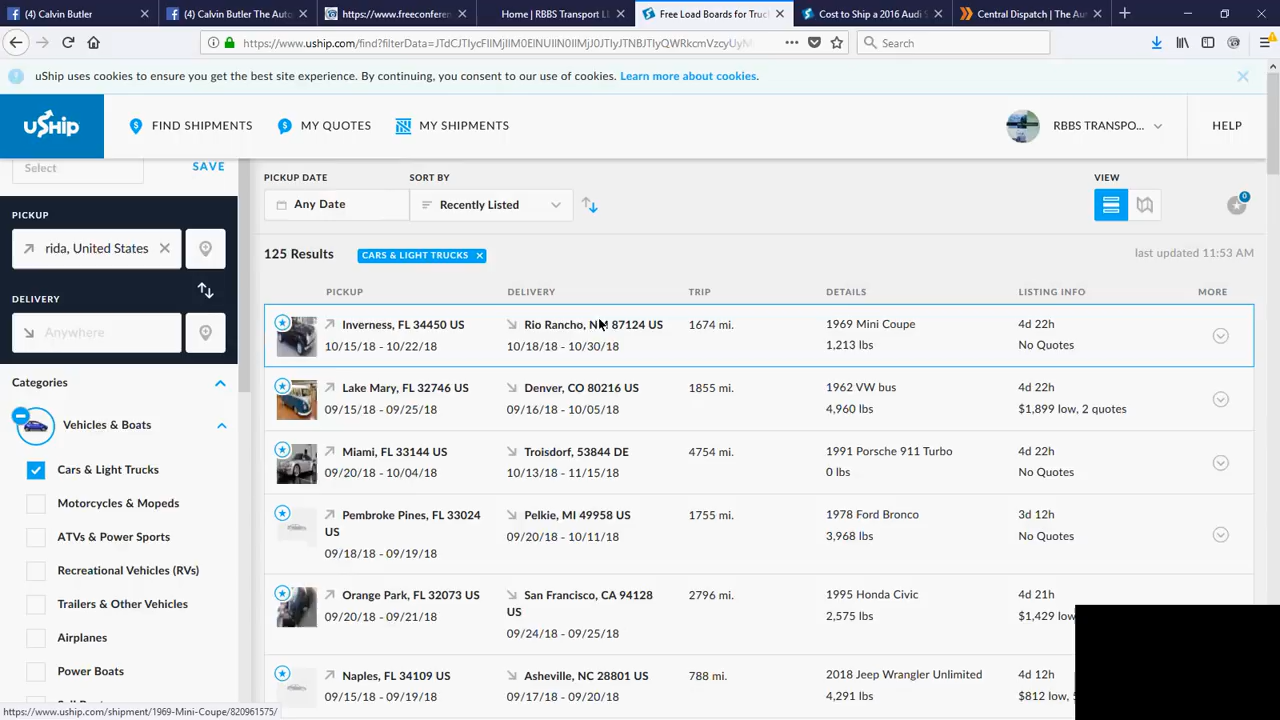 (4) Calvin Butler
(4) Calvin Butler The Auto
https://www.freeconferen
Home | RBBS Transport LL
Free Load Boards for Truck
Cost to Ship a 2016 Audi S
Central Dispatch | The Au
https://www.uship.com/find?filterData=
Search
uShip uses cookies to ensure you get the best site experience. By continuing, you consent to our use of cookies. Learn more about cookies.
uShip
FIND SHIPMENTS
MY QUOTES
MY SHIPMENTS
RBBS TRANSPO...
HELP
Select
SAVE
PICKUP
rida, United States
DELIVERY
Anywhere
Categories
Vehicles & Boats
Cars & Light Trucks
Motorcycles & Mopeds
ATVs & Power Sports
Recreational Vehicles (RVs)
Trailers & Other Vehicles
Airplanes
Power Boats
PICKUP DATE
Any Date
SORT BY
Recently Listed
VIEW
0
125 Results
CARS & LIGHT TRUCKS ×
last updated 11:53 AM
PICKUP DELIVERY TRIP DETAILS LISTING INFO MORE
Inverness, FL 34450 US Rio Rancho, NM 87124 US 1674 mi. 1969 Mini Coupe 4d 22h
10/15/18 - 10/22/18 10/18/18 - 10/30/18 1,213 lbs No Quotes
Lake Mary, FL 32746 US Denver, CO 80216 US 1855 mi. 1962 VW bus 4d 22h
09/15/18 - 09/25/18 09/16/18 - 10/05/18 4,960 lbs $1,899 low, 2 quotes
Miami, FL 33144 US Troisdorf, 53844 DE 4754 mi. 1991 Porsche 911 Turbo 4d 22h
09/20/18 - 10/04/18 10/13/18 - 11/15/18 0 lbs No Quotes
Pembroke Pines, FL 33024 Pelkie, MI 49958 US 1755 mi. 1978 Ford Bronco 3d 12h
US 09/20/18 - 10/11/18 3,968 lbs No Quotes
09/18/18 - 09/19/18
Orange Park, FL 32073 US San Francisco, CA 94128 2796 mi. 1995 Honda Civic 4d 21h
09/20/18 - 09/21/18 US 2,575 lbs $1,429 low
09/24/18 - 09/25/18
Naples, FL 34109 US Asheville, NC 28801 US 788 mi. 2018 Jeep Wrangler Unlimited 4d 12h
09/15/18 - 09/19/18 09/17/18 - 09/20/18 4,291 lbs $812 low,
https://www.uship.com/shipment/1969-Mini-Coupe/820961575/